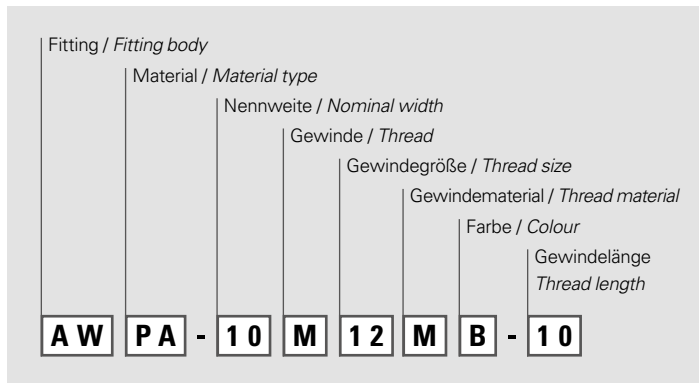 Fitting / Fitting body
Material / Material type
Nennweite / Nominal width
Gewinde / Thread
Gewindegröße / Thread size
Gewindematerial / Thread material
Farbe / Colour
Gewindelänge
Thread length
AW PA - 10 M 12 M B - 10